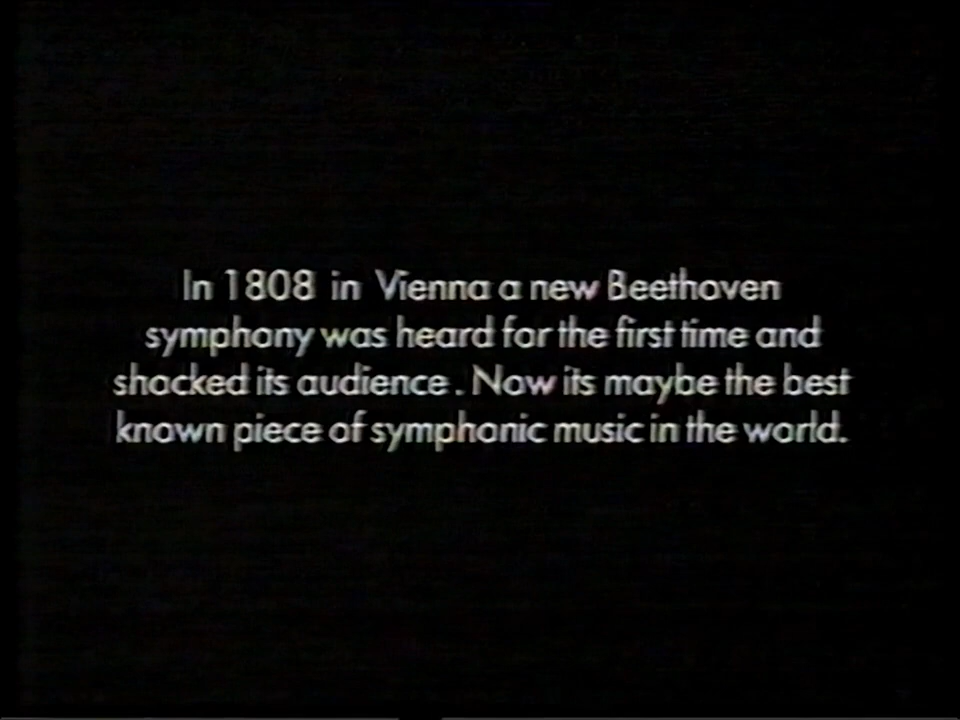 In 1808 in Vienna a new Beethoven
symphony was heard for the first time and
shocked its audience. Now its maybe the best
known piece of symphonic music in the world.